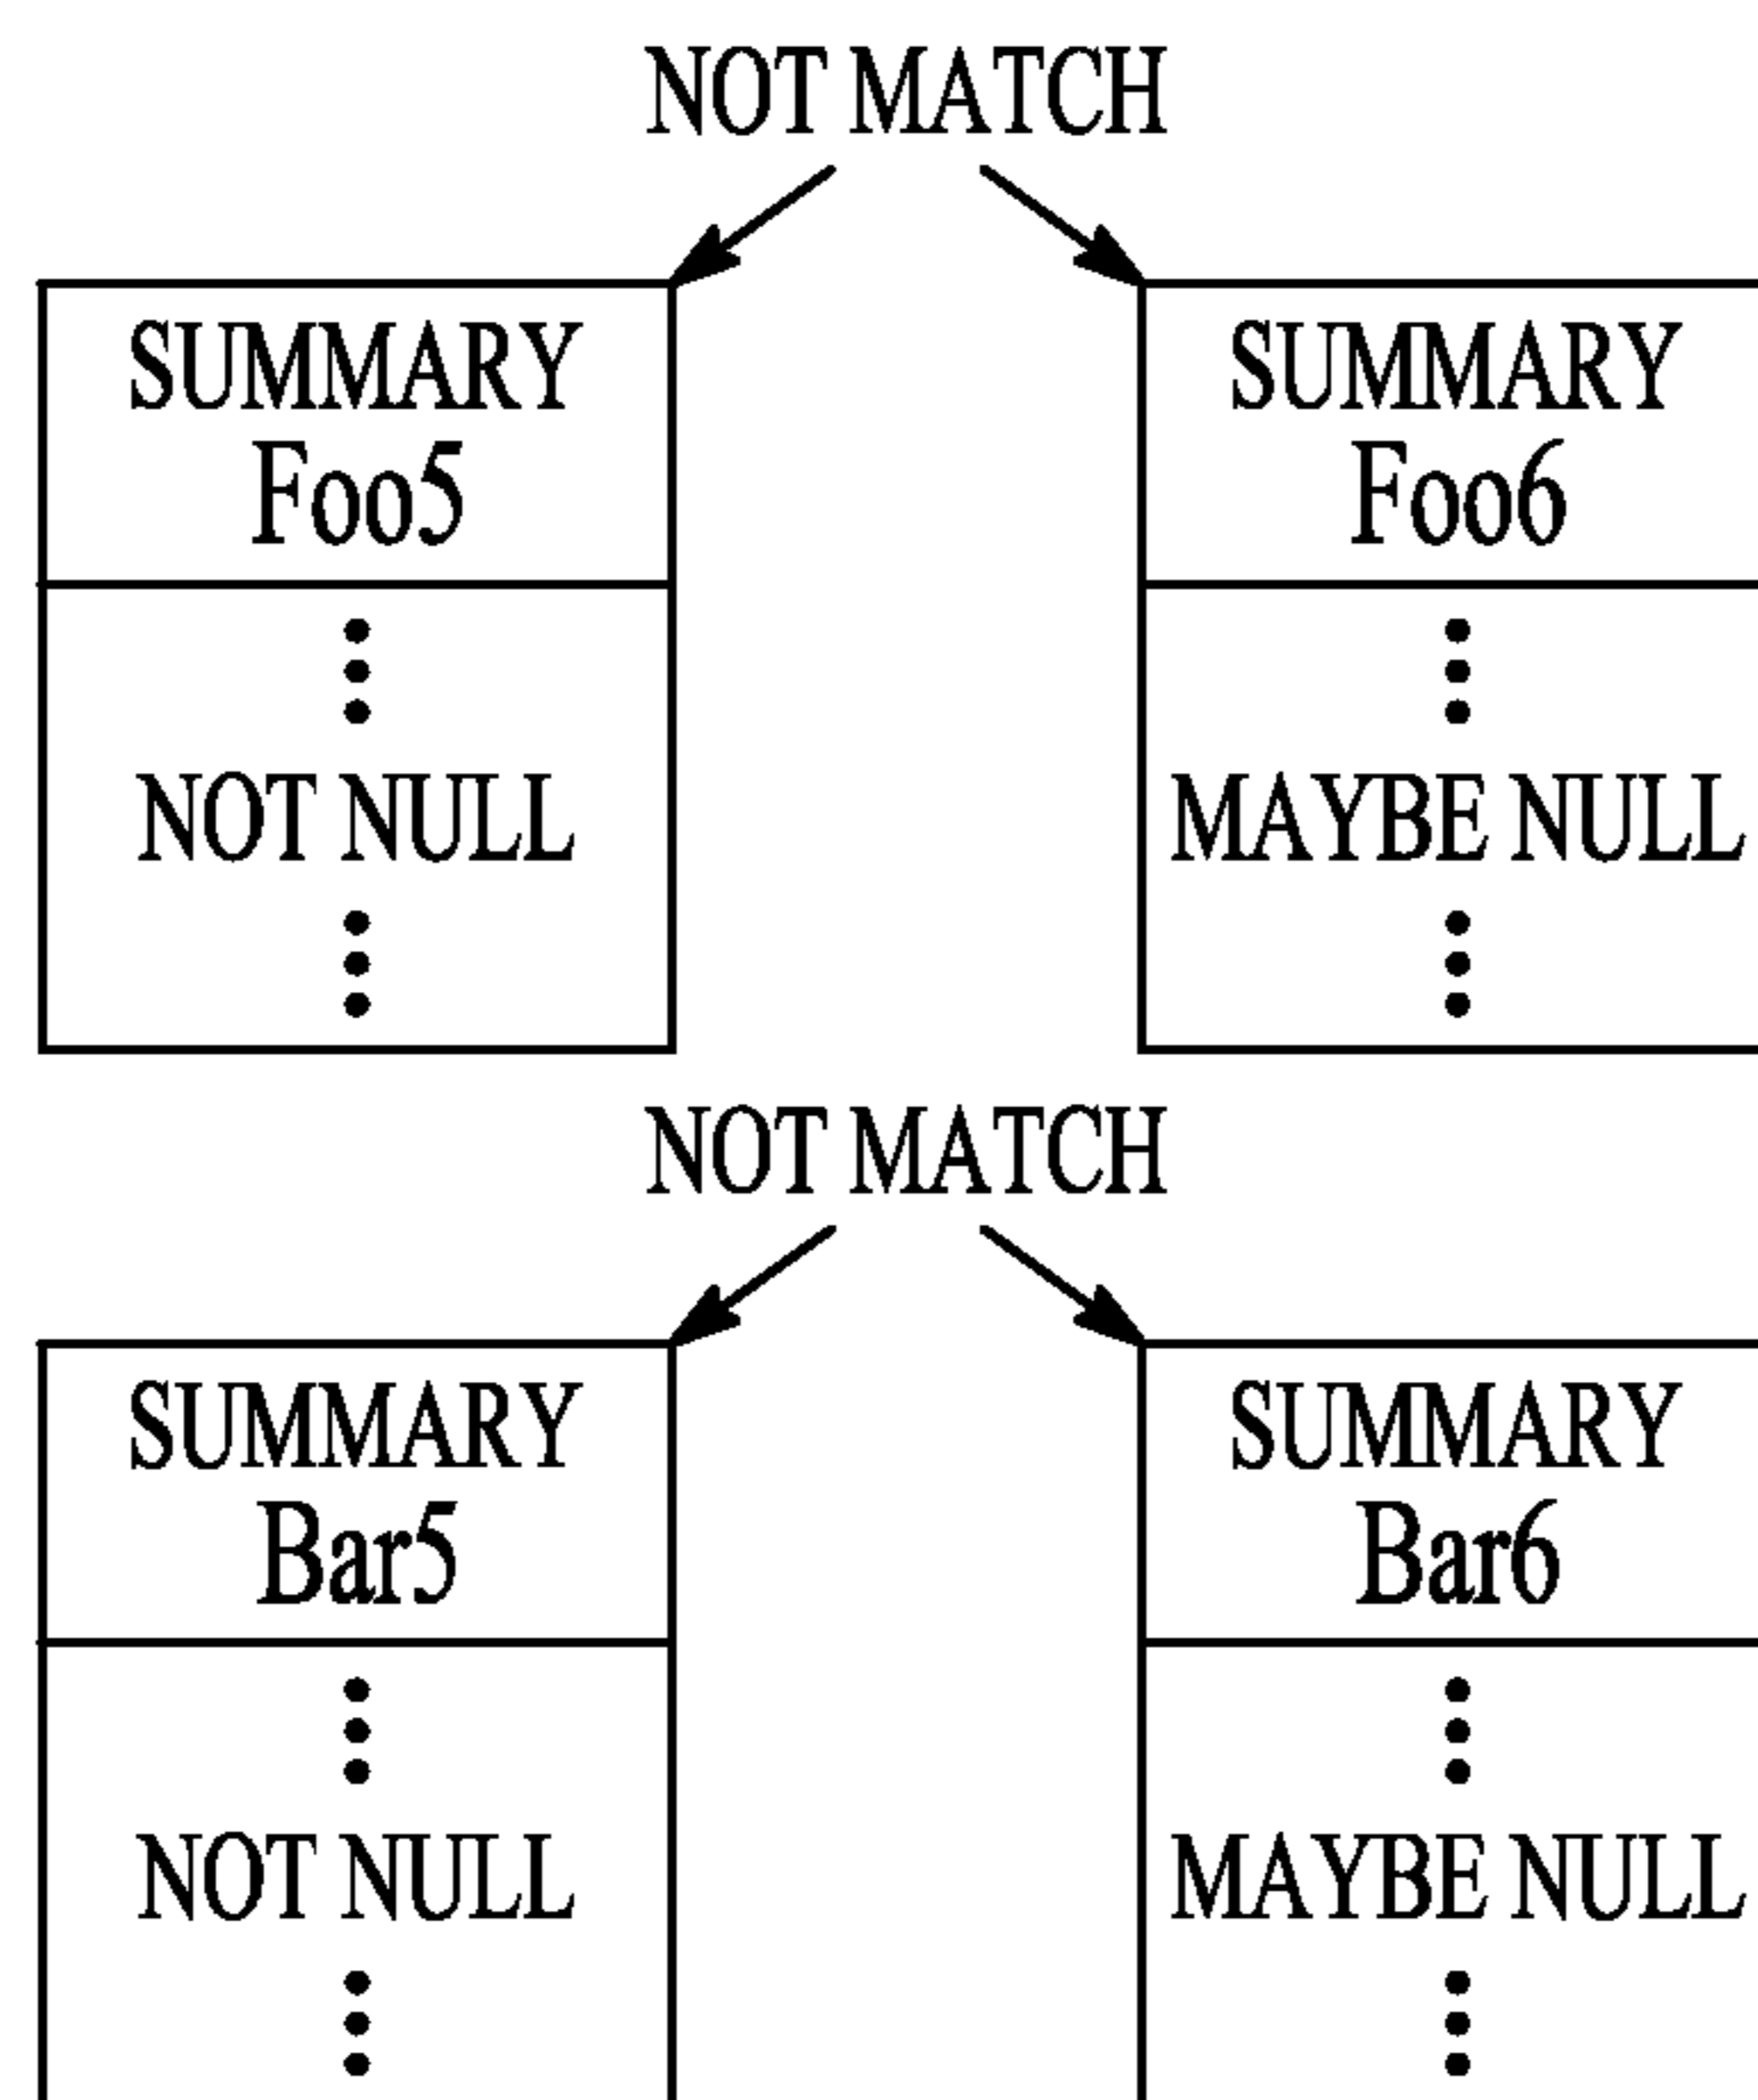 NOT MATCH
SUMMARY
Foo5
SUMMARY
Foo6
NOT NULL
MAYBE NULL
NOT MATCH
SUMMARY
Bar5
SUMMARY
Bar6
NOT NULL
MAYBE NULL